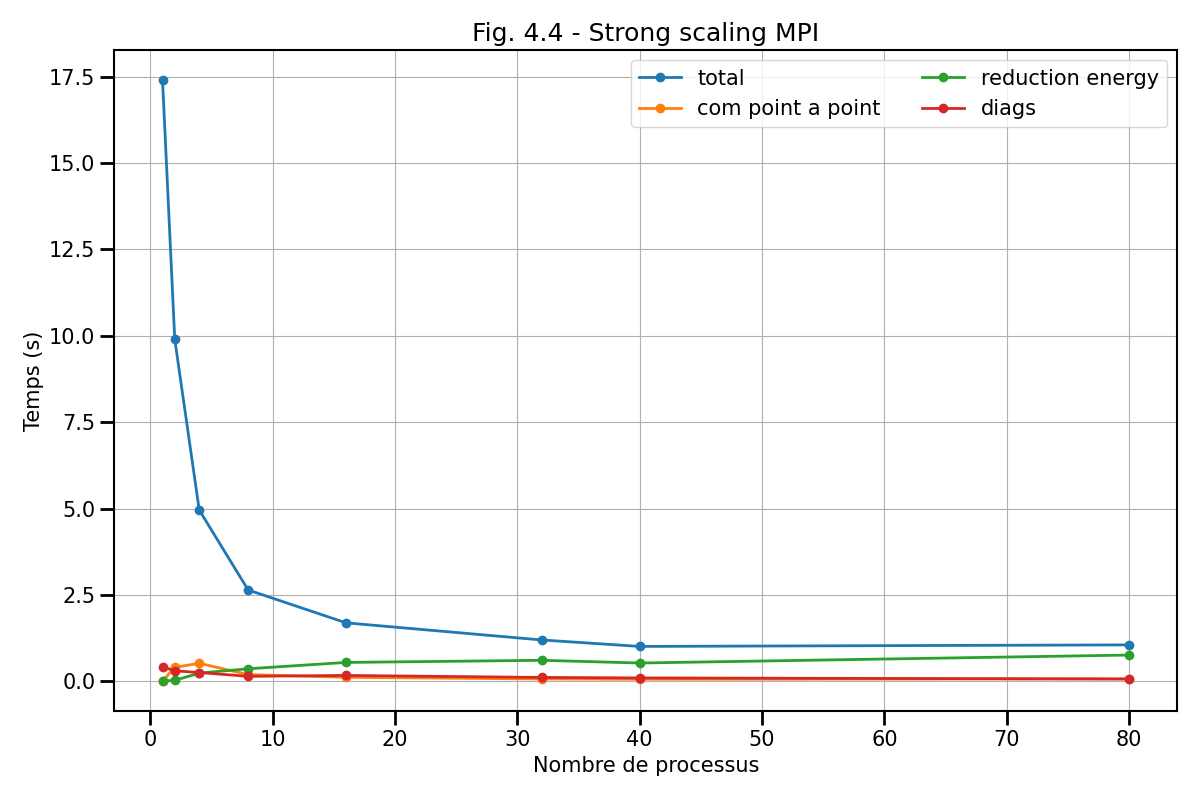 Fig. 4.4 - Strong scaling MPI
total
com point a point
reduction energy
diags
Temps (s)
17.5
15.0
12.5
10.0
7.5
5.0
2.5
0.0
0 10 20 30 40 50 60 70 80
Nombre de processus